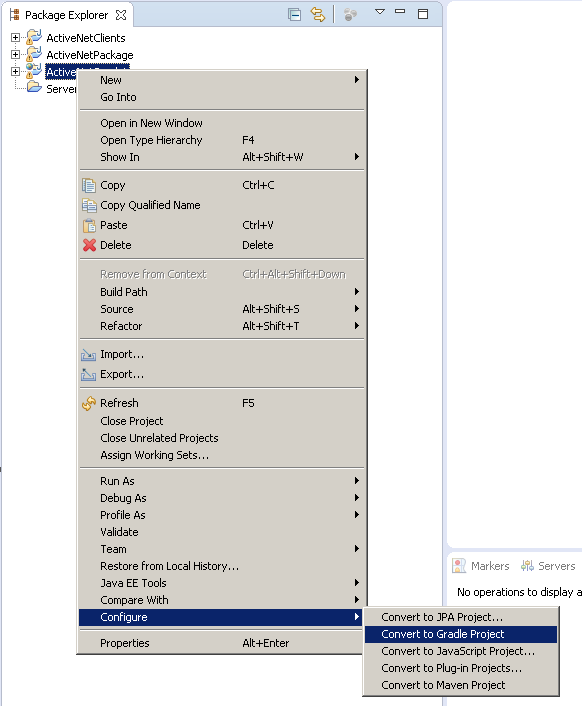 Package Explorer
ActiveNetClients
ActiveNetPackage
Server
New
Go Into
Open in New Window
Open Type Hierarchy F4
Show In Alt+Shift+W
Copy Ctrl+C
Copy Qualified Name
Paste Ctrl+V
Delete Delete
Remove from Context Ctrl+Alt+Shift+Down
Build Path
Source Alt+Shift+S
Refactor Alt+Shift+T
Import...
Export...
Refresh F5
Close Project
Close Unrelated Projects
Assign Working Sets...
Run As
Debug As
Profile As
Validate
Team
Restore from Local History...
Java EE Tools
Compare With
Configure
Properties Alt+Enter
Markers Servers
No operations to display a
Convert to JPA Project...
Convert to Gradle Project
Convert to JavaScript Project...
Convert to Plug-in Projects...
Convert to Maven Project